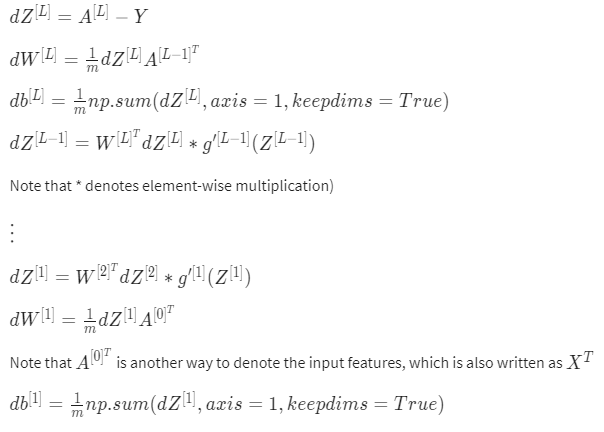 dZ^{[L]} = A^{[L]} − Y
dW^{[L]} = \frac{1}{m} dZ^{[L]} A^{[L−1]^T}
db^{[L]} = \frac{1}{m} np.sum(dZ^{[L]}, axis = 1, keepdims = True)
dZ^{[L−1]} = W^{[L]^T} dZ^{[L]} * g'^{[L−1]}(Z^{[L−1]})
Note that * denotes element-wise multiplication)
⋮
dZ^{[1]} = W^{[2]^T} dZ^{[2]} * g'^{[1]}(Z^{[1]})
dW^{[1]} = \frac{1}{m} dZ^{[1]} A^{[0]^T}
Note that A^{[0]^T} is another way to denote the input features, which is also written as X^T
db^{[1]} = \frac{1}{m} np.sum(dZ^{[1]}, axis = 1, keepdims = True)